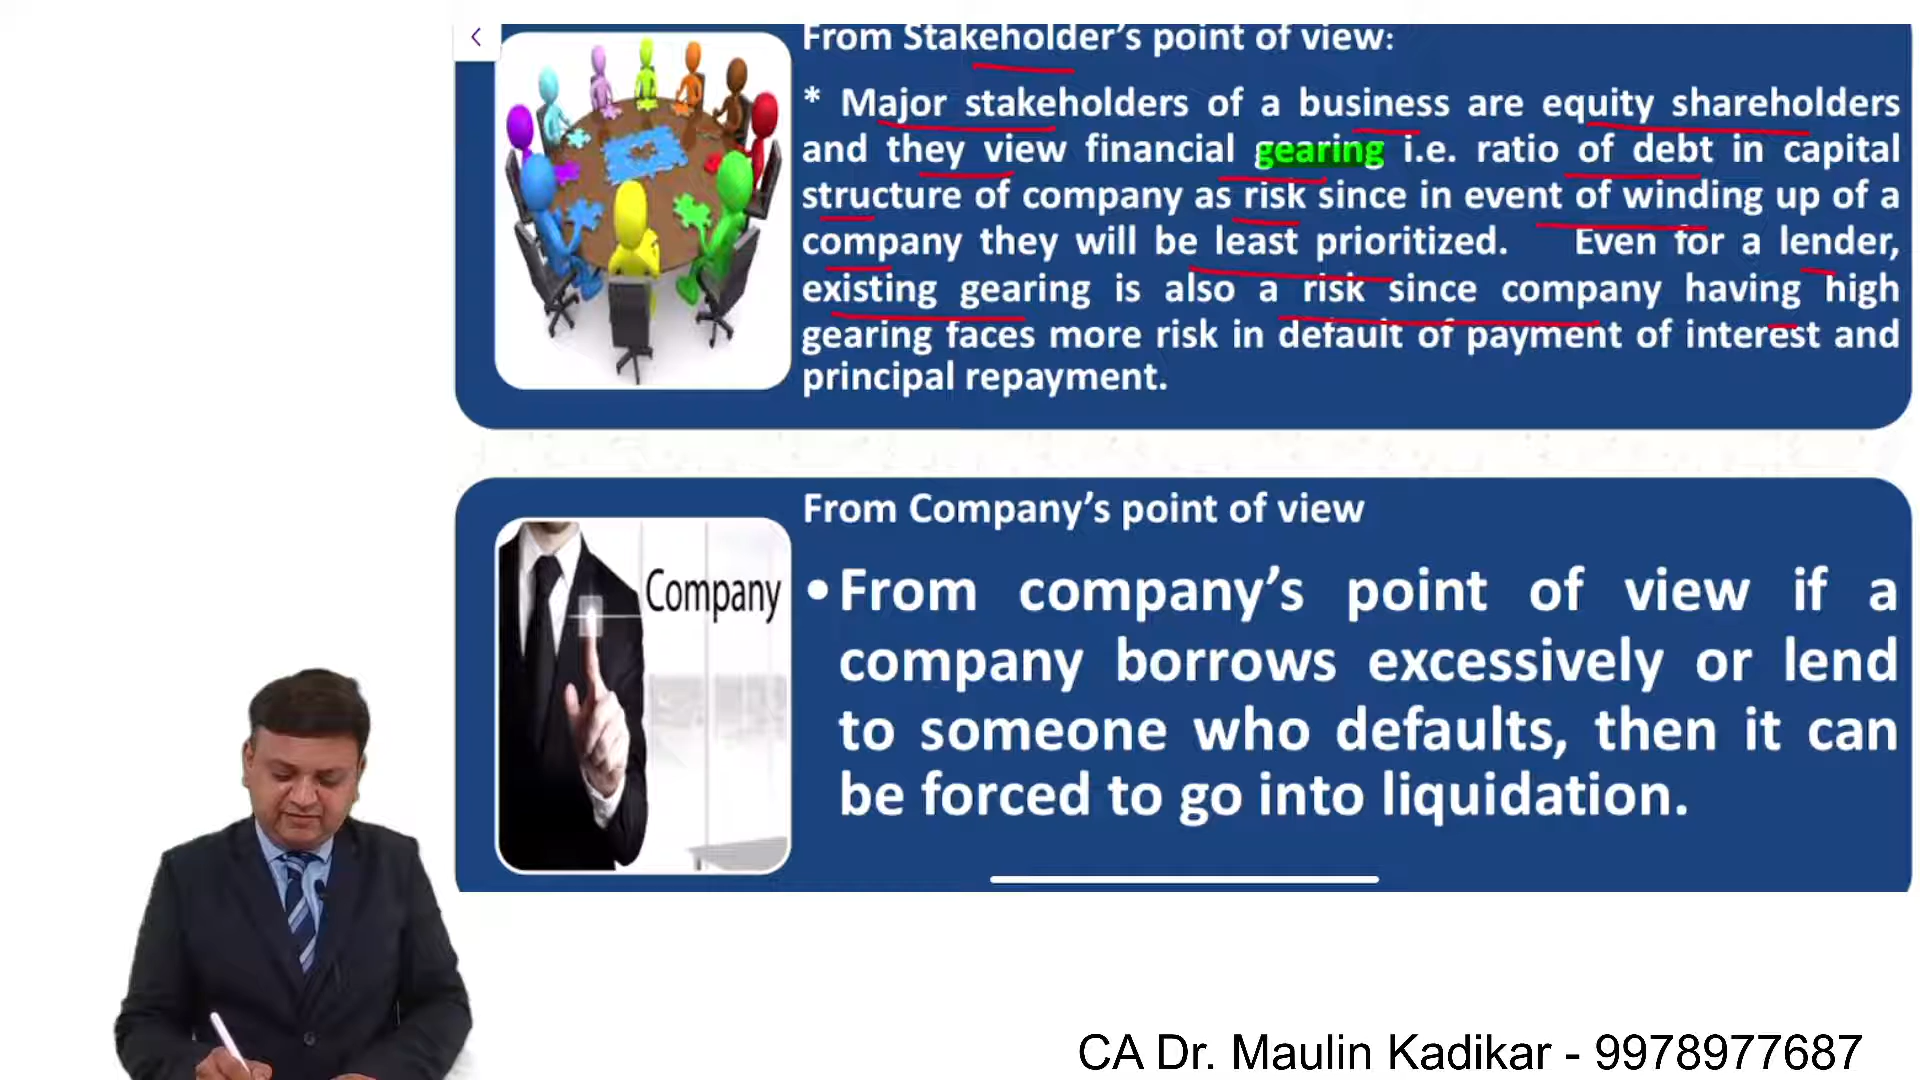 From Stakeholder’s point of view:
* Major stakeholders of a business are equity shareholders
and they view financial gearing i.e. ratio of debt in capital
structure of company as risk since in event of winding up of a
company they will be least prioritized. Even for a lender,
existing gearing is also a risk since company having high
gearing faces more risk in default of payment of interest and
principal repayment.
From Company’s point of view
Company
•From company’s point of view if a
company borrows excessively or lend
to someone who defaults, then it can
be forced to go into liquidation.
CA Dr. Maulin Kadikar - 9978977687